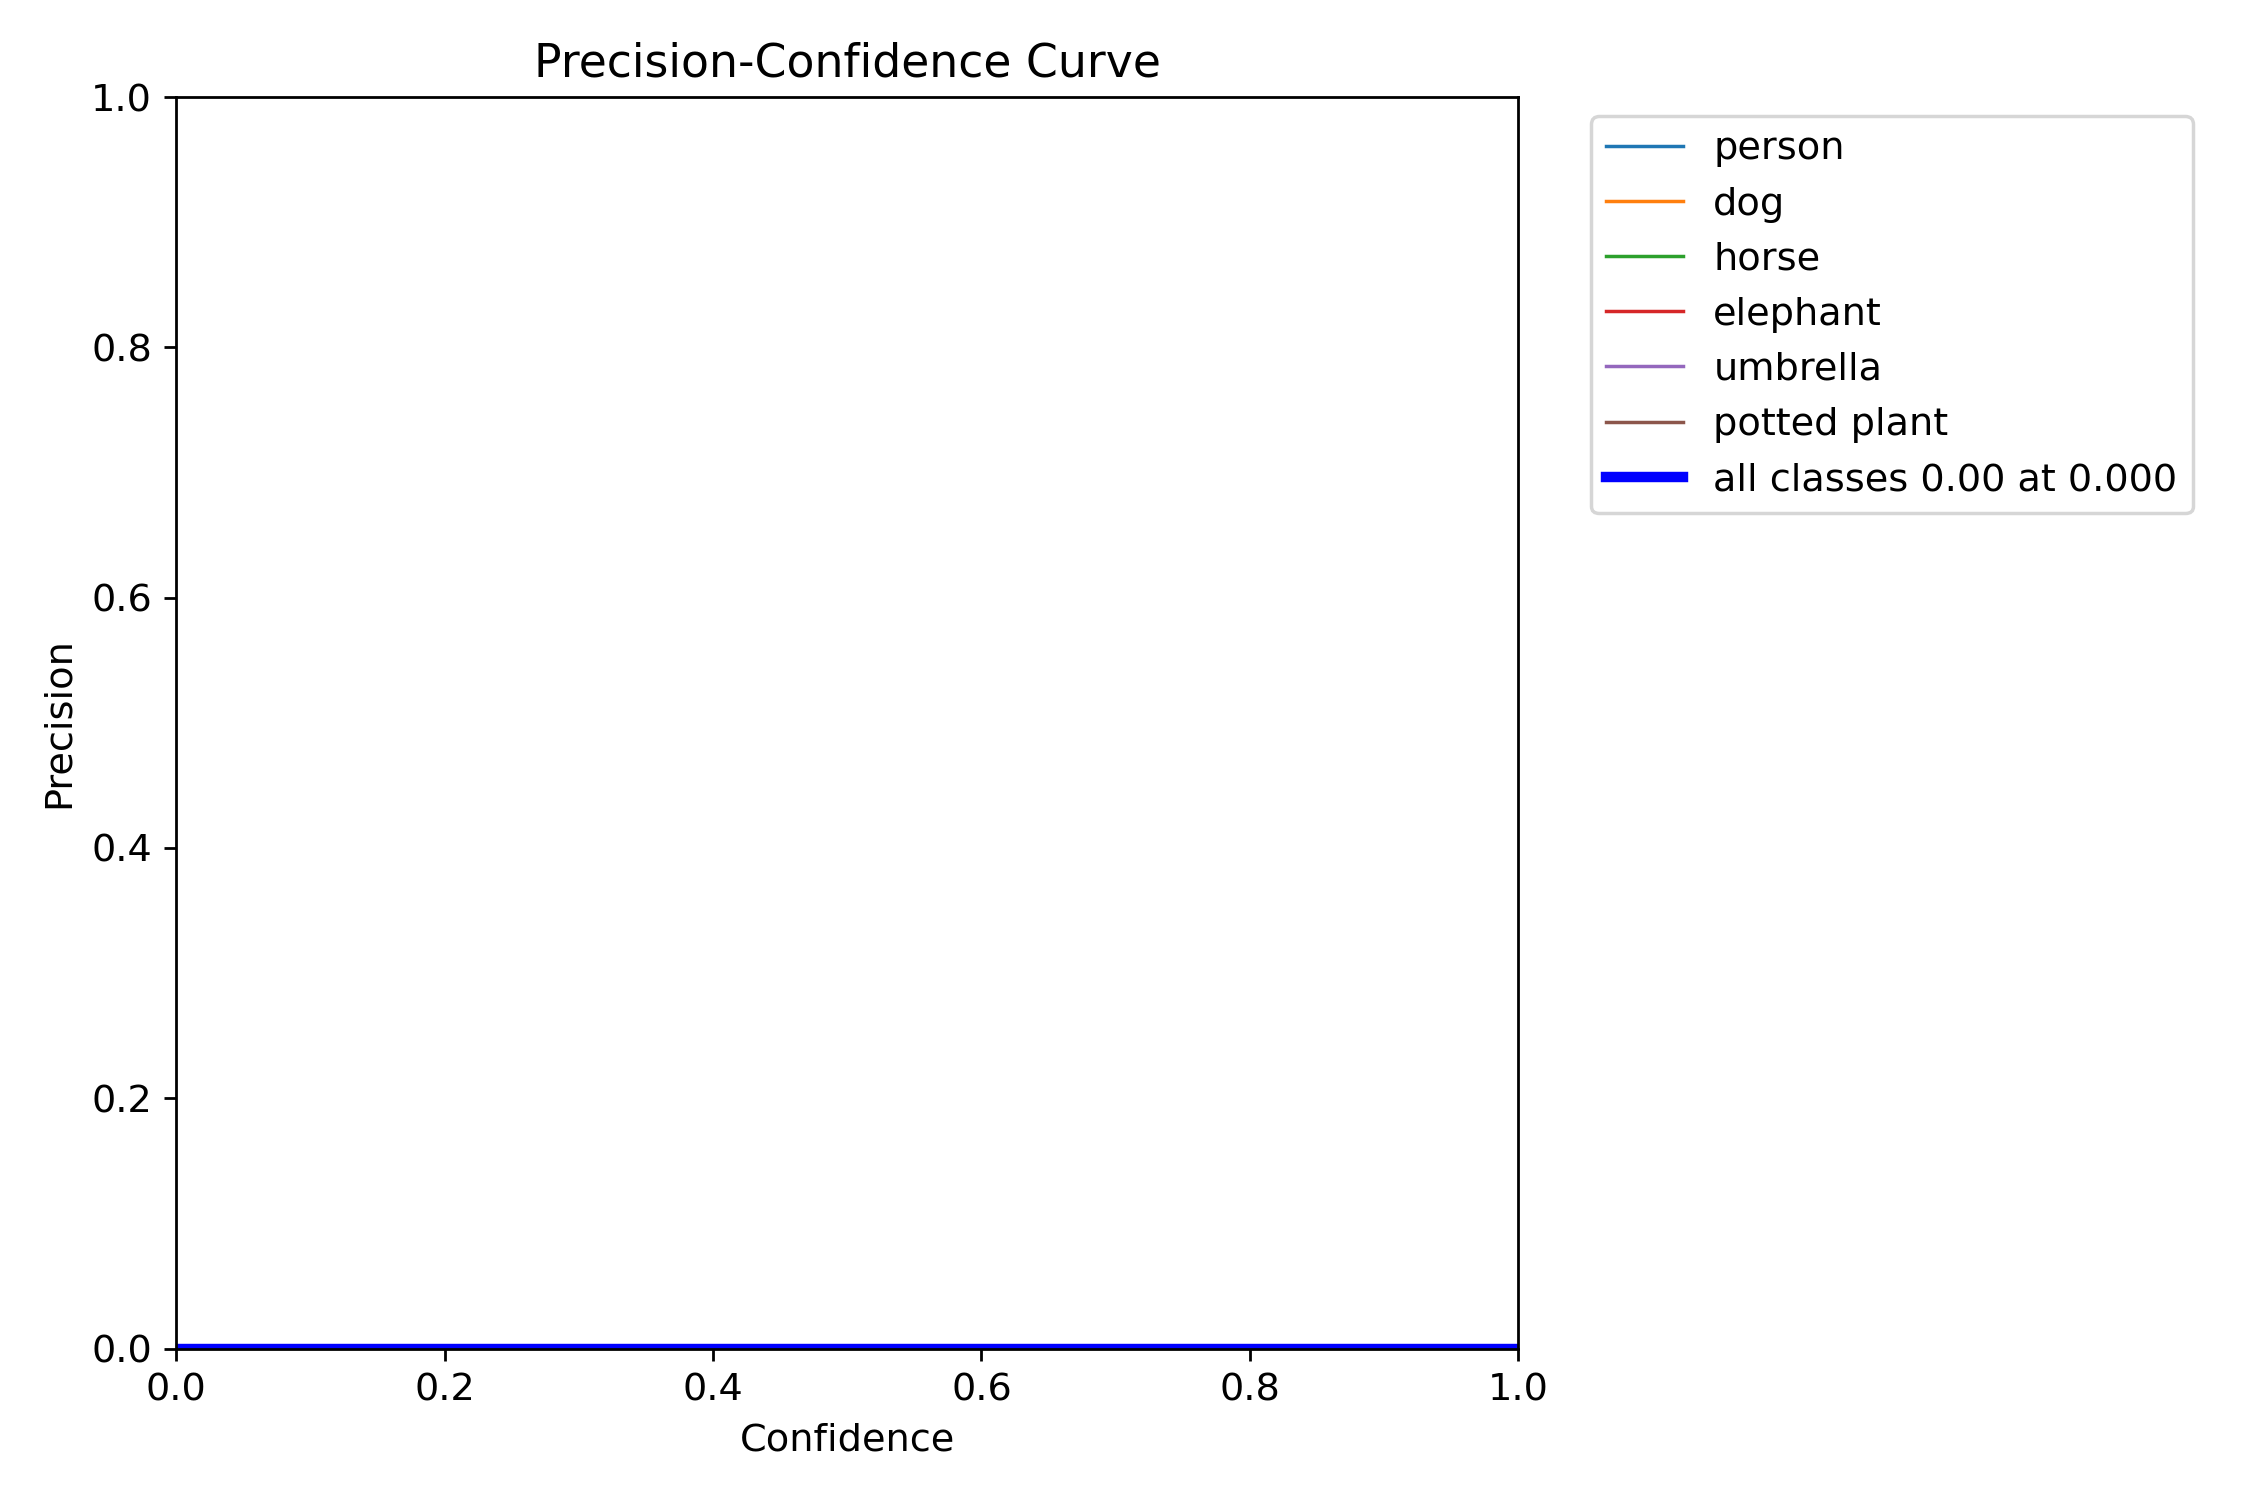 Precision-Confidence Curve
1.0
0.8
0.6
0.4
0.2
0.0
Precision
0.0 0.2 0.4 0.6 0.8 1.0
Confidence
person
dog
horse
elephant
umbrella
potted plant
all classes 0.00 at 0.000